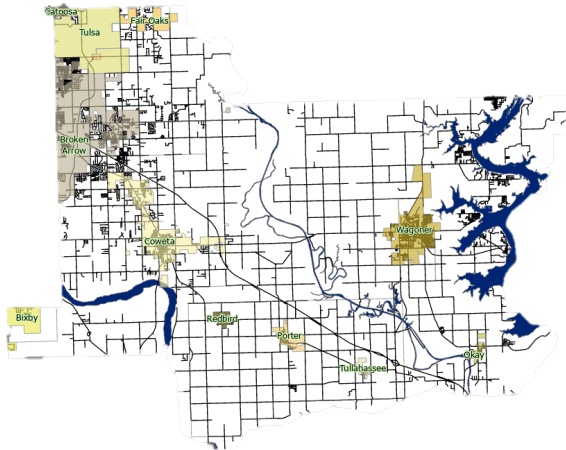 Catoosa
Fair Oaks
Tulsa
Broken
Arrow
Wagoner
Coweta
Bixby
Redbird
Porter
Okay
Tullahassee